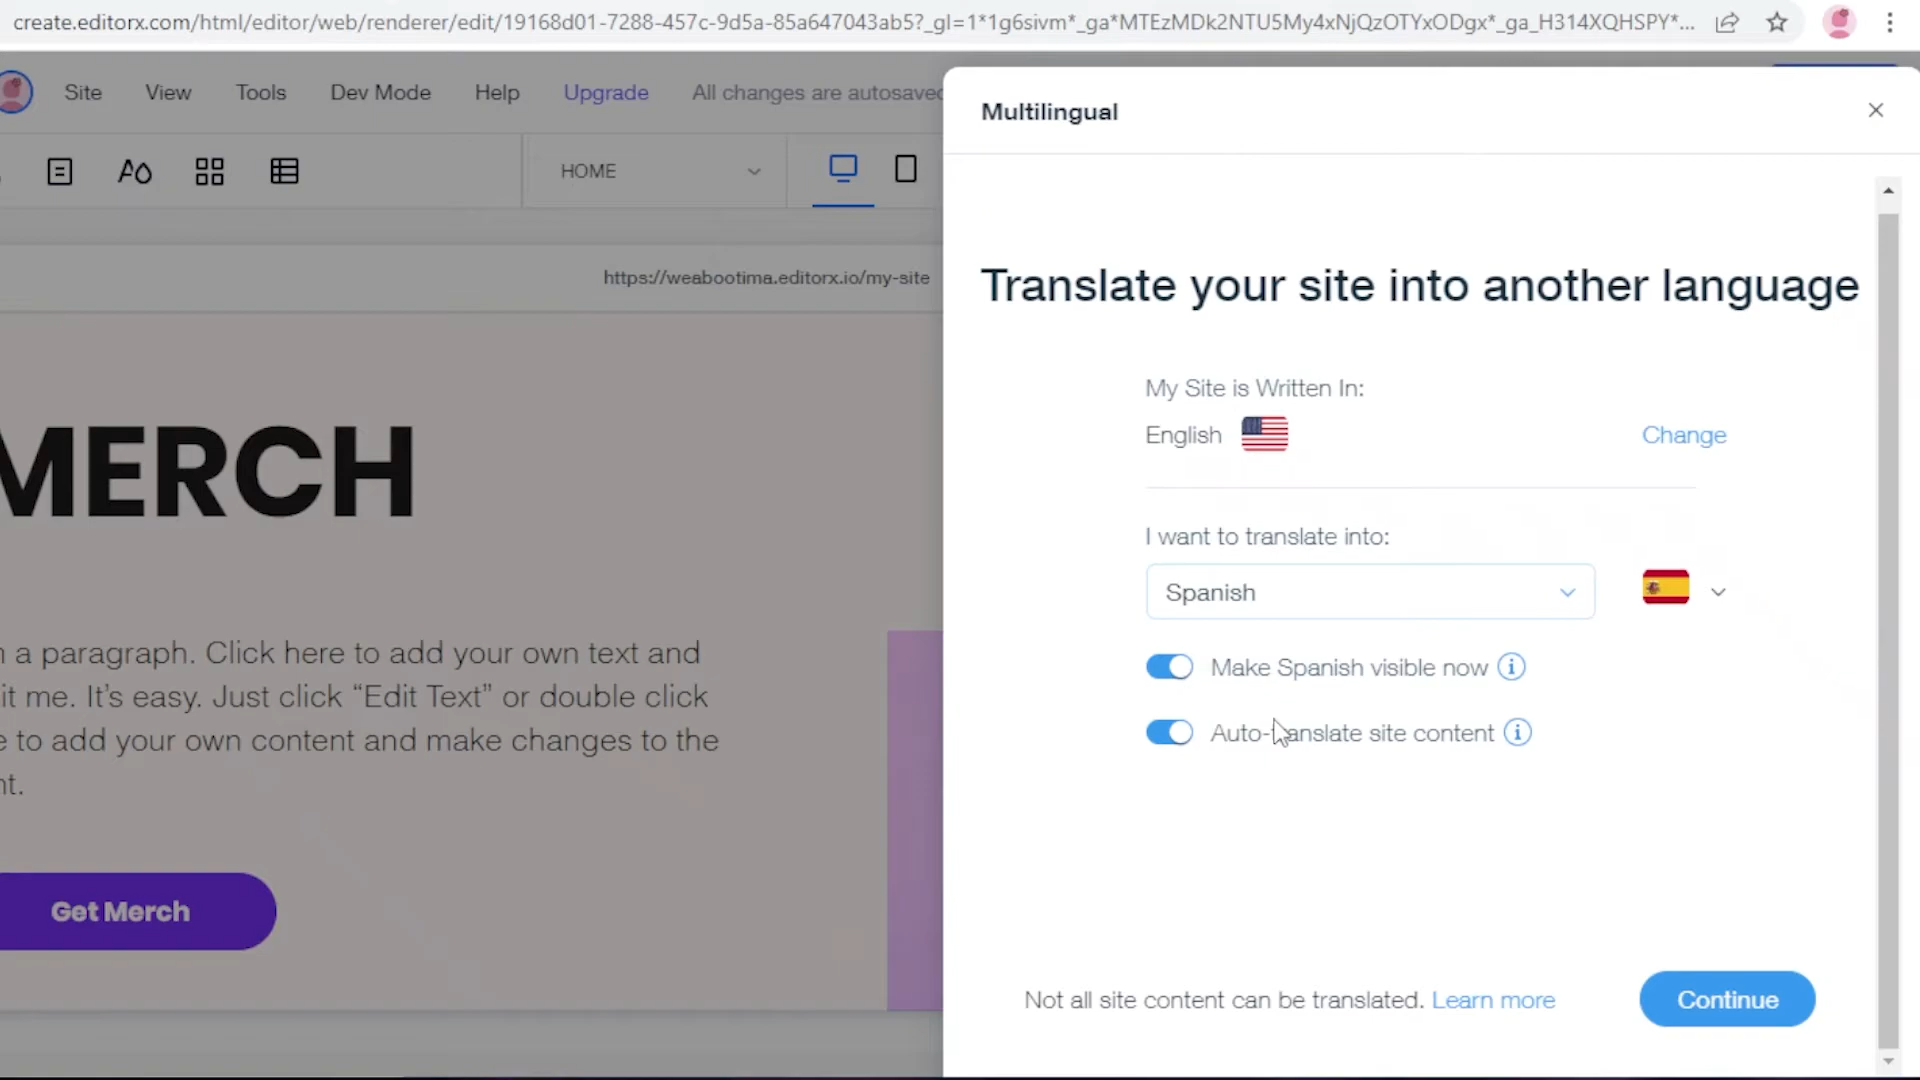 create.editorx.com/html/editor/web/renderer/edit/19168d01-7288-457c-9d5a-85a647043ab5?_gl=1*1g6sivm*_ga*MTEzMDk2NTU5My4xNjQzOTYxODgx*_ga_H314XQHSPY*...
Site View Tools Dev Mode Help Upgrade All changes are autosaved
HOME
https://weabootima.editorx.io/my-site
MERCH
a paragraph. Click here to add your own text and
it me. It's easy. Just click “Edit Text” or double click
e to add your own content and make changes to the
nt.
Get Merch
Multilingual
Translate your site into another language
My Site is Written In:
English Change
I want to translate into:
Spanish
Make Spanish visible now
Auto-translate site content
Not all site content can be translated. Learn more
Continue